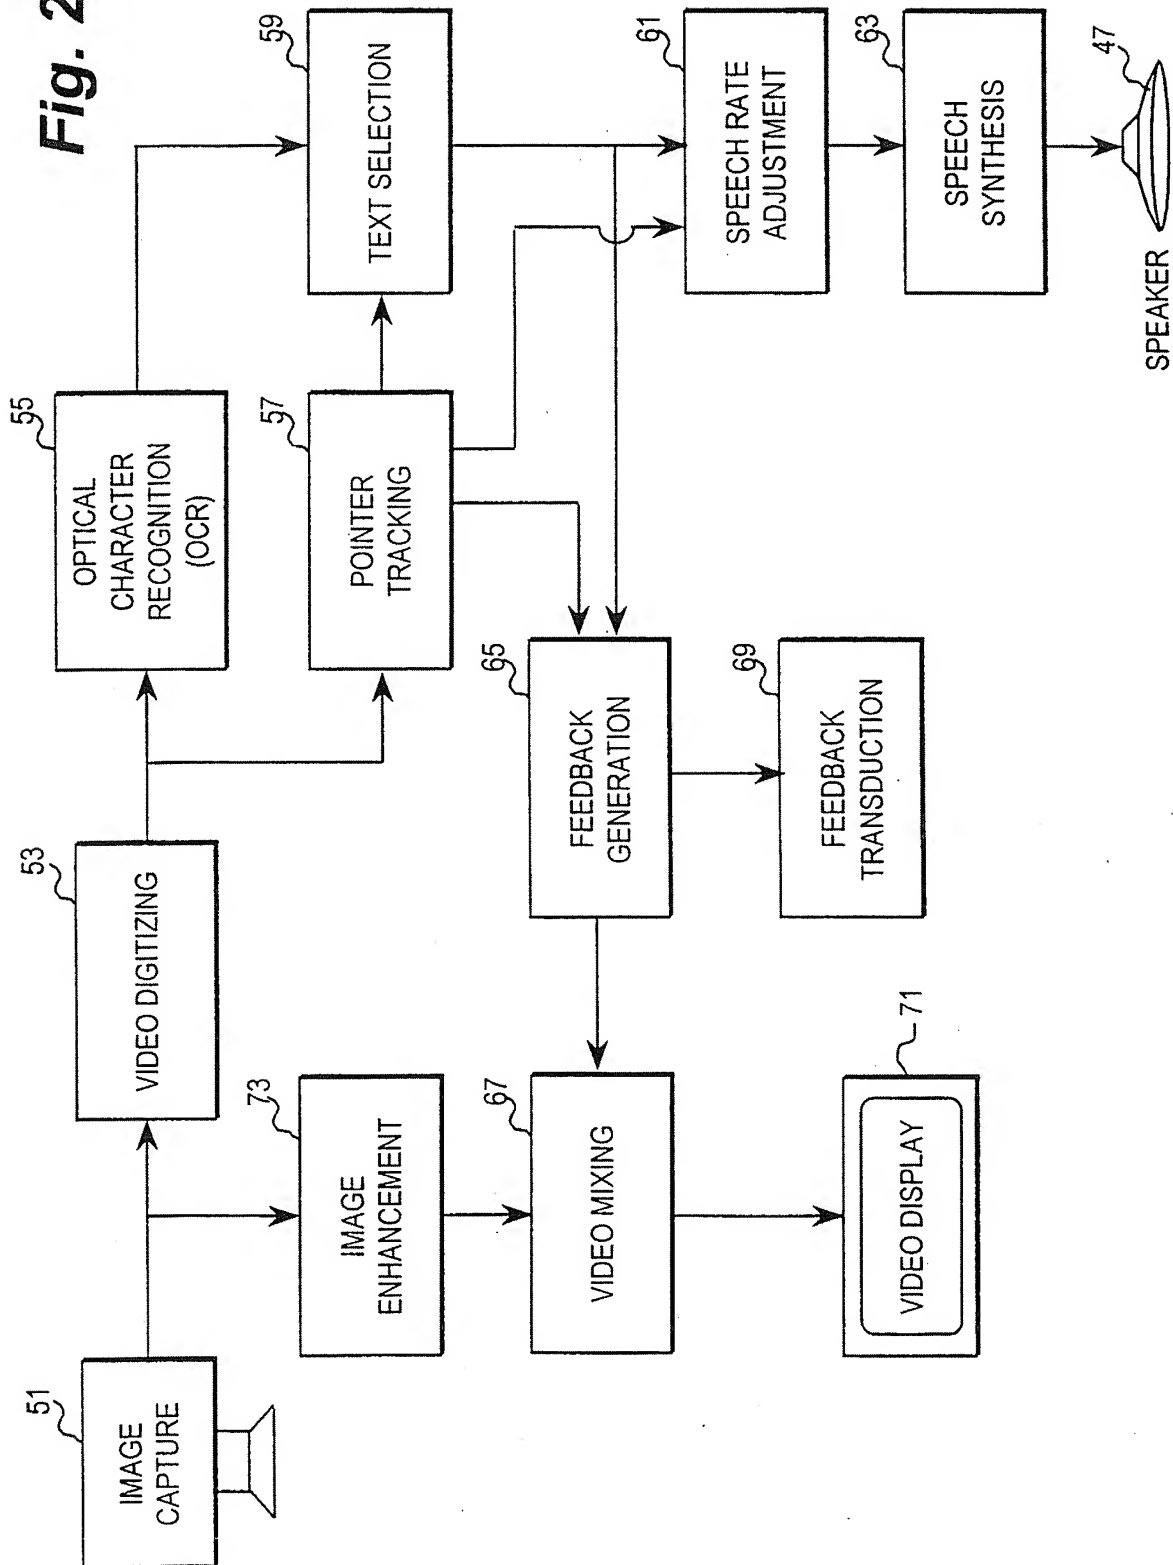 Fig. 2
51
IMAGE
CAPTURE
53
VIDEO DIGITIZING
55
OPTICAL
CHARACTER
RECOGNITION
(OCR)
59
TEXT SELECTION
57
POINTER
TRACKING
73
IMAGE
ENHANCEMENT
67
VIDEO MIXING
65
FEEDBACK
GENERATION
61
SPEECH RATE
ADJUSTMENT
63
SPEECH
SYNTHESIS
69
FEEDBACK
TRANSDUCTION
71
VIDEO DISPLAY
47
SPEAKER